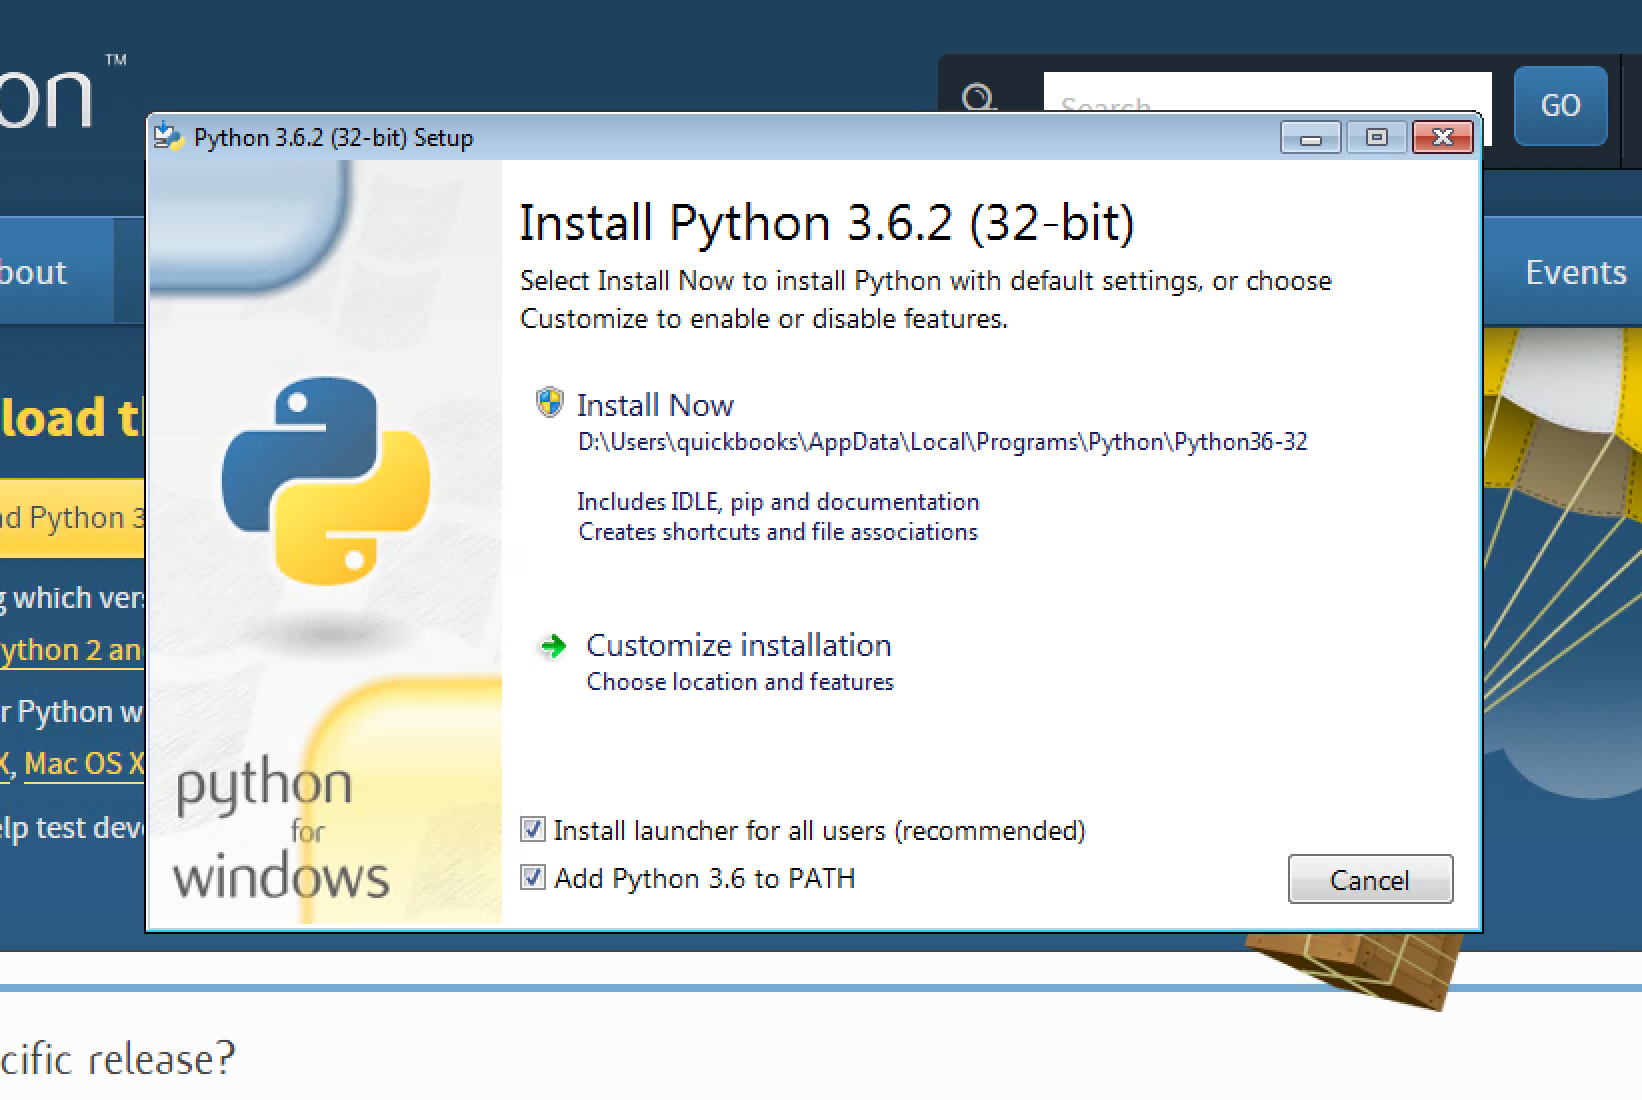 on ™
Search
GO
Python 3.6.2 (32-bit) Setup
bout
Events
Install Python 3.6.2 (32-bit)
Select Install Now to install Python with default settings, or choose
Customize to enable or disable features.
Install Now
D:\Users\quickbooks\AppData\Local\Programs\Python\Python36-32
Includes IDLE, pip and documentation
Creates shortcuts and file associations
Customize installation
Choose location and features
Install launcher for all users (recommended)
Add Python 3.6 to PATH
Cancel
python
for
windows
load t
d Python 3
g which ver
ython 2 an
r Python w
X, Mac OS X
elp test dev
cific release?